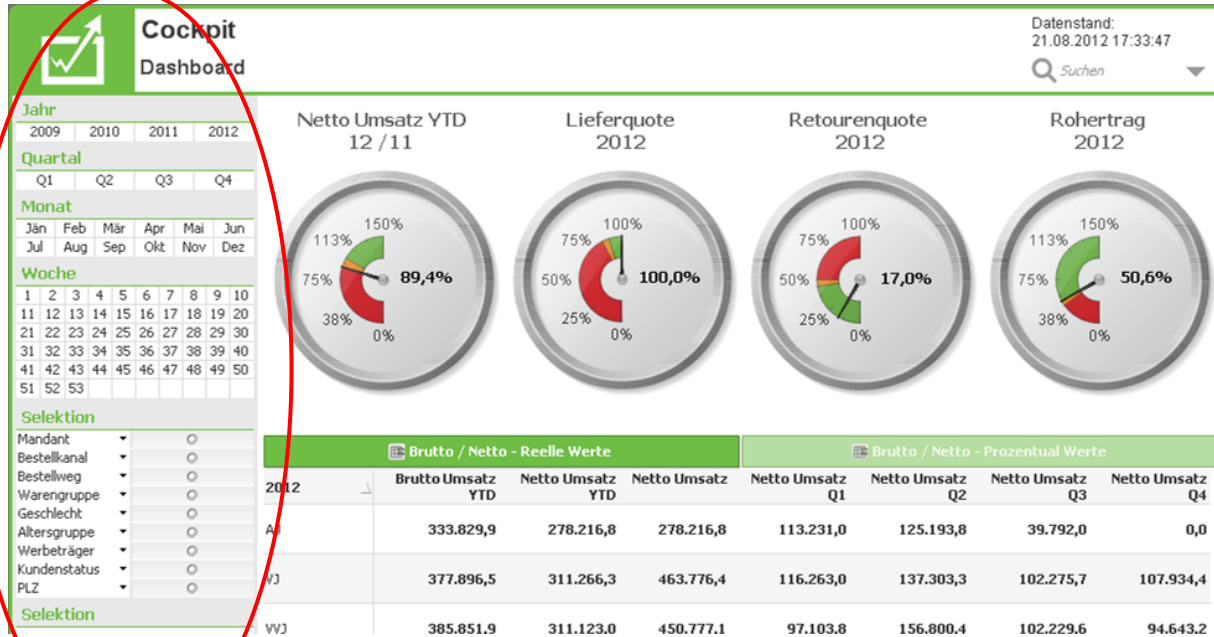 Cockpit
Dashboard
Datenstand:
21.08.2012 17:33:47
Suchen
Jahr
2009 2010 2011 2012
Quartal
Q1 Q2 Q3 Q4
Monat
Jän Feb Mär Apr Mai Jun
Jul Aug Sep Okt Nov Dez
Woche
1 2 3 4 5 6 7 8 9 10
11 12 13 14 15 16 17 18 19 20
21 22 23 24 25 26 27 28 29 30
31 32 33 34 35 36 37 38 39 40
41 42 43 44 45 46 47 48 49 50
51 52 53
Selektion
Mandant
Bestellkanal
Bestellweg
Warengruppe
Geschlecht
Altersgruppe
Werbeträger
Kundenstatus
PLZ
Selektion
Netto Umsatz YTD
12 /11
150%
113%
75%
38%
0%
89,4%
Lieferquote
2012
100%
75%
50%
25%
0%
100,0%
Retourenquote
2012
100%
75%
50%
25%
0%
17,0%
Rohertrag
2012
150%
113%
75%
38%
0%
50,6%
Brutto / Netto - Reelle Werte
Brutto / Netto - Prozentual Werte
2012 Brutto Umsatz YTD Netto Umsatz YTD Netto Umsatz Netto Umsatz Q1 Netto Umsatz Q2 Netto Umsatz Q3 Netto Umsatz Q4
AJ 333.829,9 278.216,8 278.216,8 113.231,0 125.193,8 39.792,0 0,0
VJ 377.896,5 311.266,3 463.776,4 116.263,0 137.303,3 102.275,7 107.934,4
VVJ 385.851,9 311.123,0 450.777,1 97.103,8 156.800,4 102.229,6 94.643,2